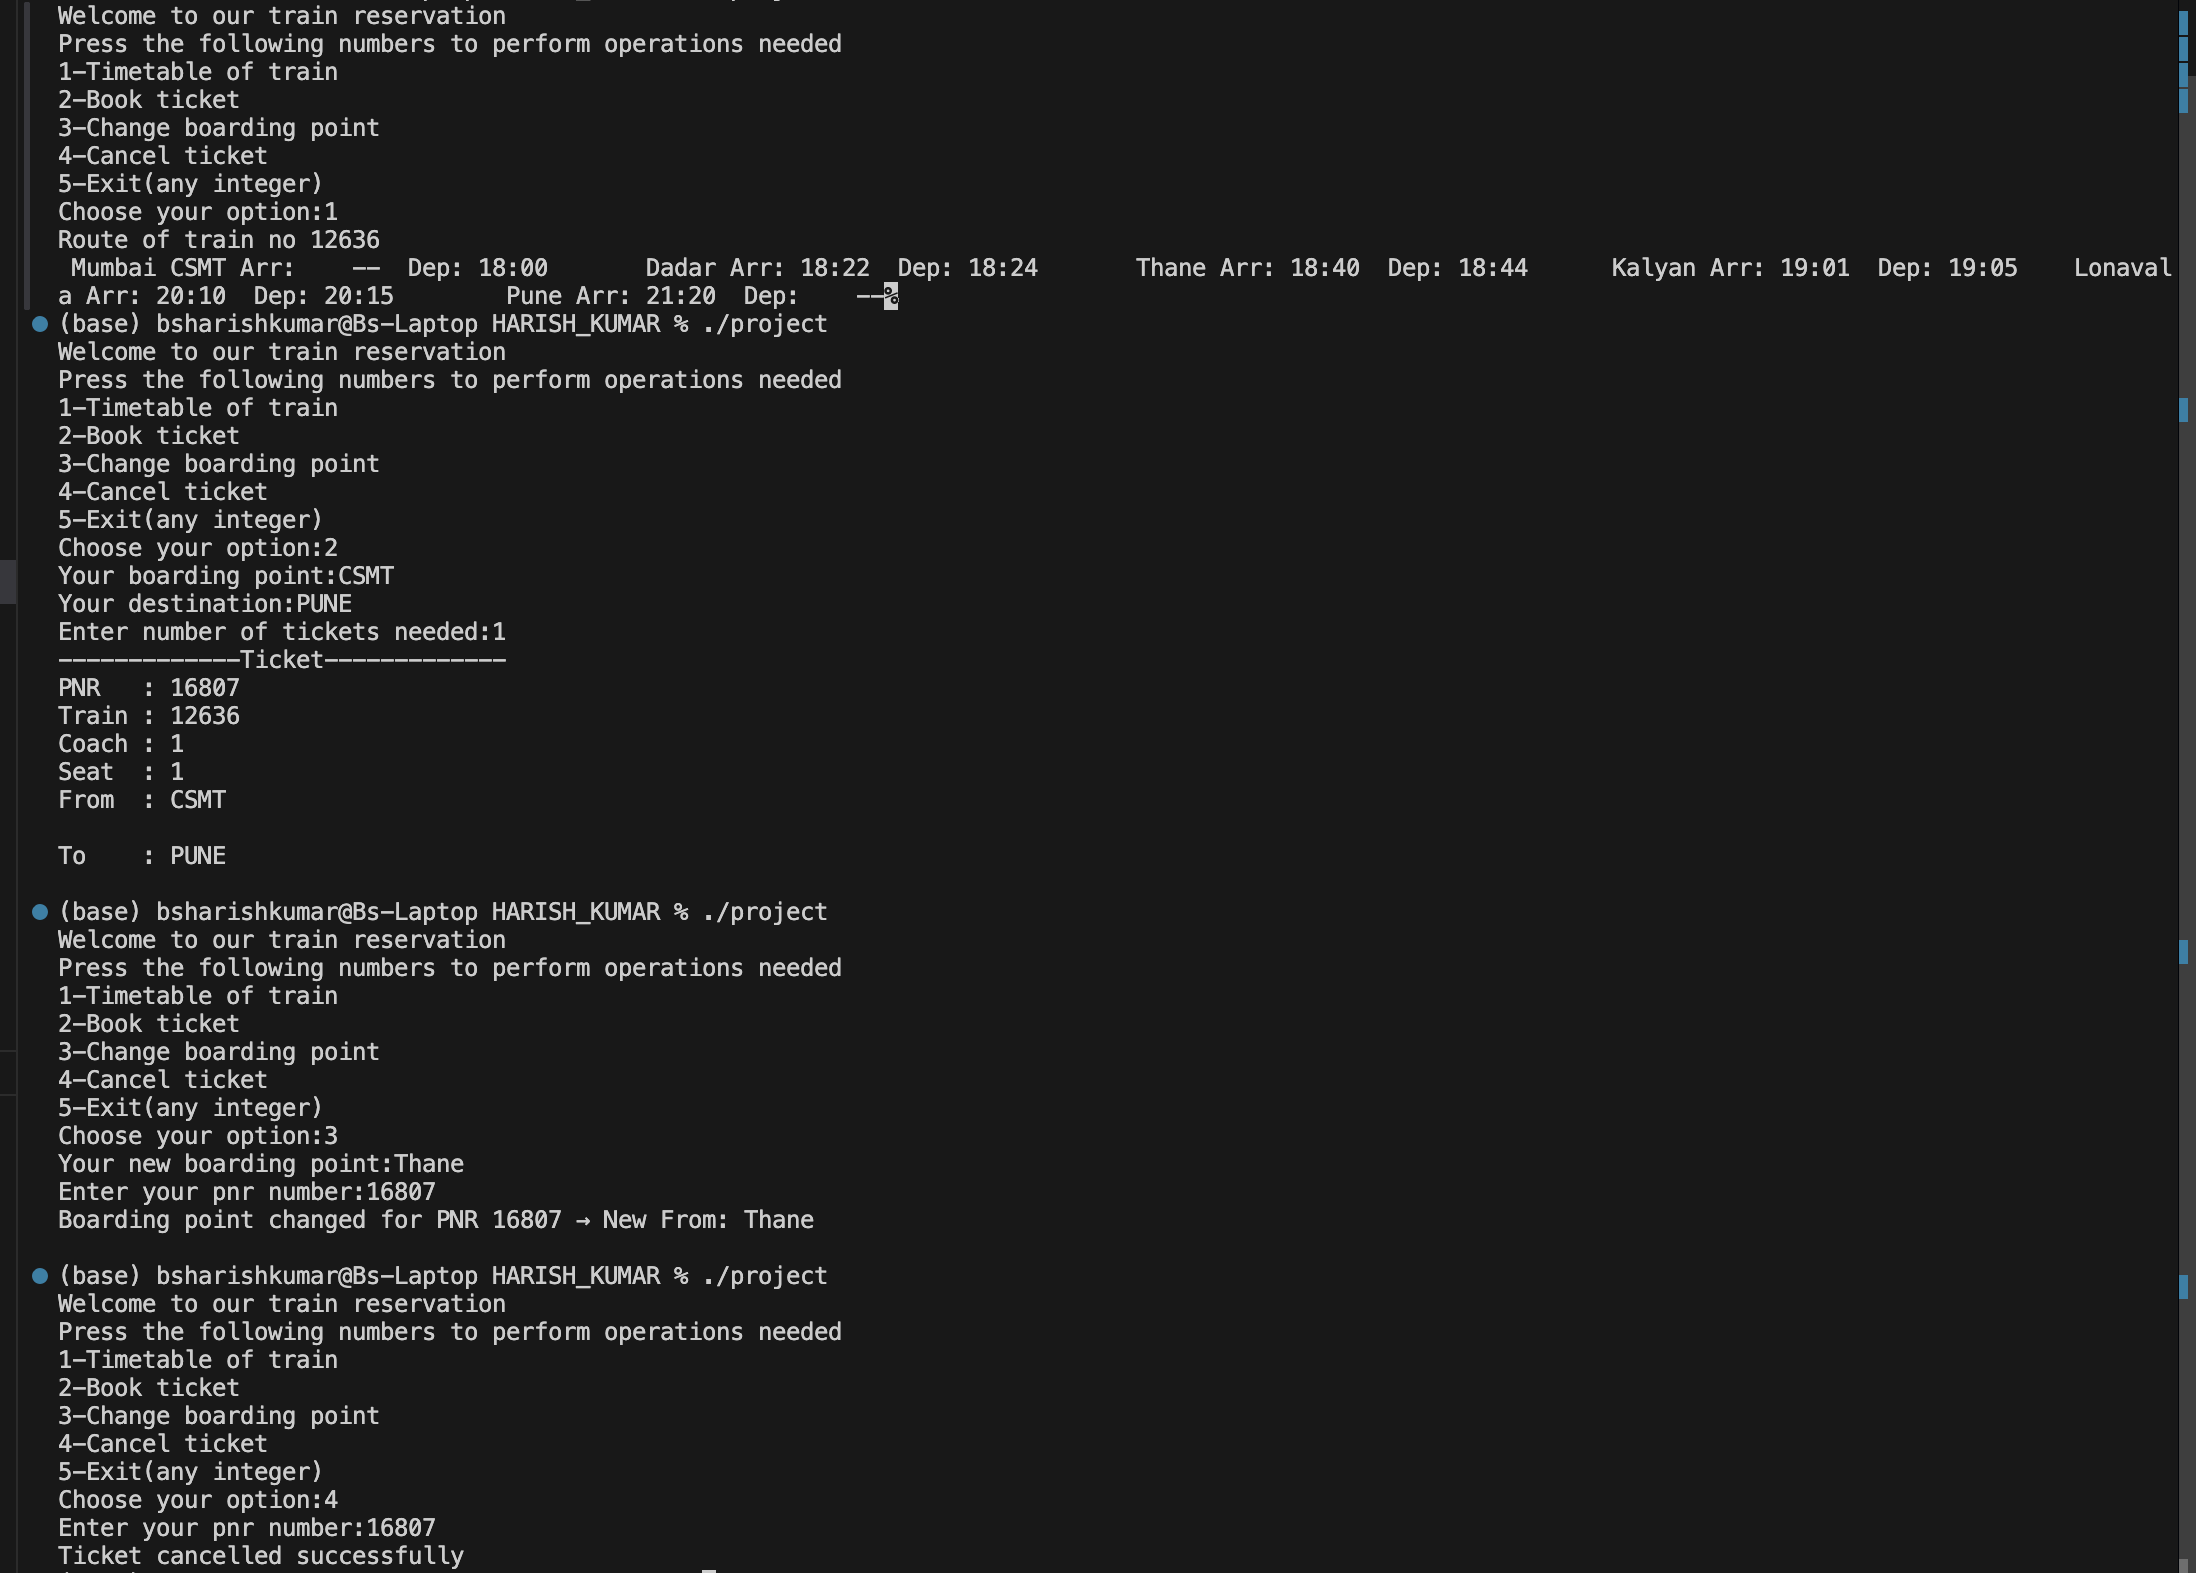 Welcome to our train reservation
Press the following numbers to perform operations needed
1-Timetable of train
2-Book ticket
3-Change boarding point
4-Cancel ticket
5-Exit(any integer)
Choose your option:1
Route of train no 12636
 Mumbai CSMT Arr:    --  Dep: 18:00       Dadar Arr: 18:22  Dep: 18:24       Thane Arr: 18:40  Dep: 18:44      Kalyan Arr: 19:01  Dep: 19:05    Lonaval
a Arr: 20:10  Dep: 20:15        Pune Arr: 21:20  Dep:    --%
(base) bsharishkumar@Bs-Laptop HARISH_KUMAR % ./project
Welcome to our train reservation
Press the following numbers to perform operations needed
1-Timetable of train
2-Book ticket
3-Change boarding point
4-Cancel ticket
5-Exit(any integer)
Choose your option:2
Your boarding point:CSMT
Your destination:PUNE
Enter number of tickets needed:1
-------------Ticket-------------
PNR   : 16807
Train : 12636
Coach : 1
Seat  : 1
From  : CSMT
To    : PUNE
(base) bsharishkumar@Bs-Laptop HARISH_KUMAR % ./project
Welcome to our train reservation
Press the following numbers to perform operations needed
1-Timetable of train
2-Book ticket
3-Change boarding point
4-Cancel ticket
5-Exit(any integer)
Choose your option:3
Your new boarding point:Thane
Enter your pnr number:16807
Boarding point changed for PNR 16807 → New From: Thane
(base) bsharishkumar@Bs-Laptop HARISH_KUMAR % ./project
Welcome to our train reservation
Press the following numbers to perform operations needed
1-Timetable of train
2-Book ticket
3-Change boarding point
4-Cancel ticket
5-Exit(any integer)
Choose your option:4
Enter your pnr number:16807
Ticket cancelled successfully